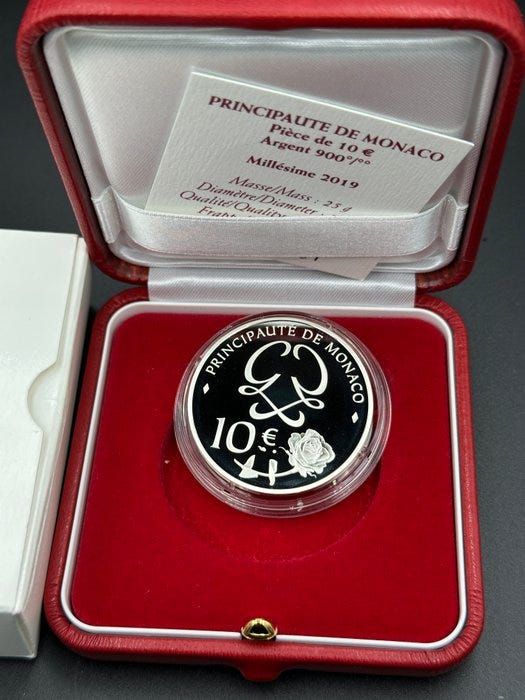 PRINCIPAUTE DE MONACO
Pièce de 10 €
Argent 900°/°°
Millésime 2019
Masse/Mass : 25 g
Diamètre/Diameter :
Qualité/Quality
PRINCIPAUTÉ DE MONACO
10 €